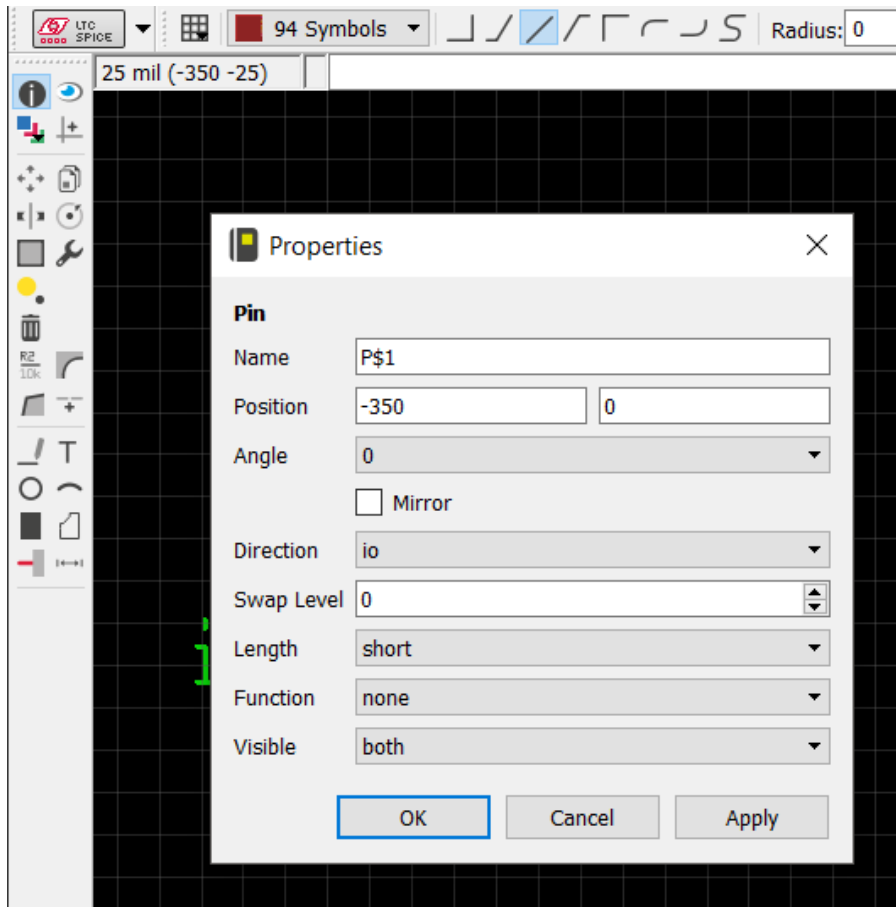 LTC
SPICE
94 Symbols
Radius: 0
25 mil (-350 -25)
i
R2
10k
T
Properties
Pin
Name P$1
Position -350 0
Angle 0
Mirror
Direction io
Swap Level 0
Length short
Function none
Visible both
OK Cancel Apply